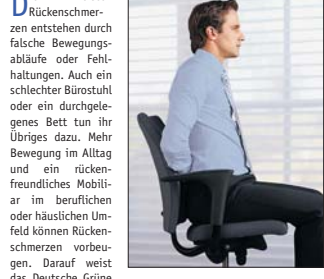 D
Rückenschmer-
zen entstehen durch
falsche Bewegungs-
abläufe oder Fehl-
haltungen. Auch ein
schlechter Bürostuhl
oder ein durchgele-
genes Bett tun ihr
Übriges dazu. Mehr
Bewegung im Alltag
und ein rücken-
freundliches Mobili-
ar im beruflichen
oder häuslichen Um-
feld können Rücken-
schmerzen vorbeu-
gen. Darauf weist
das Deutsche Grüne